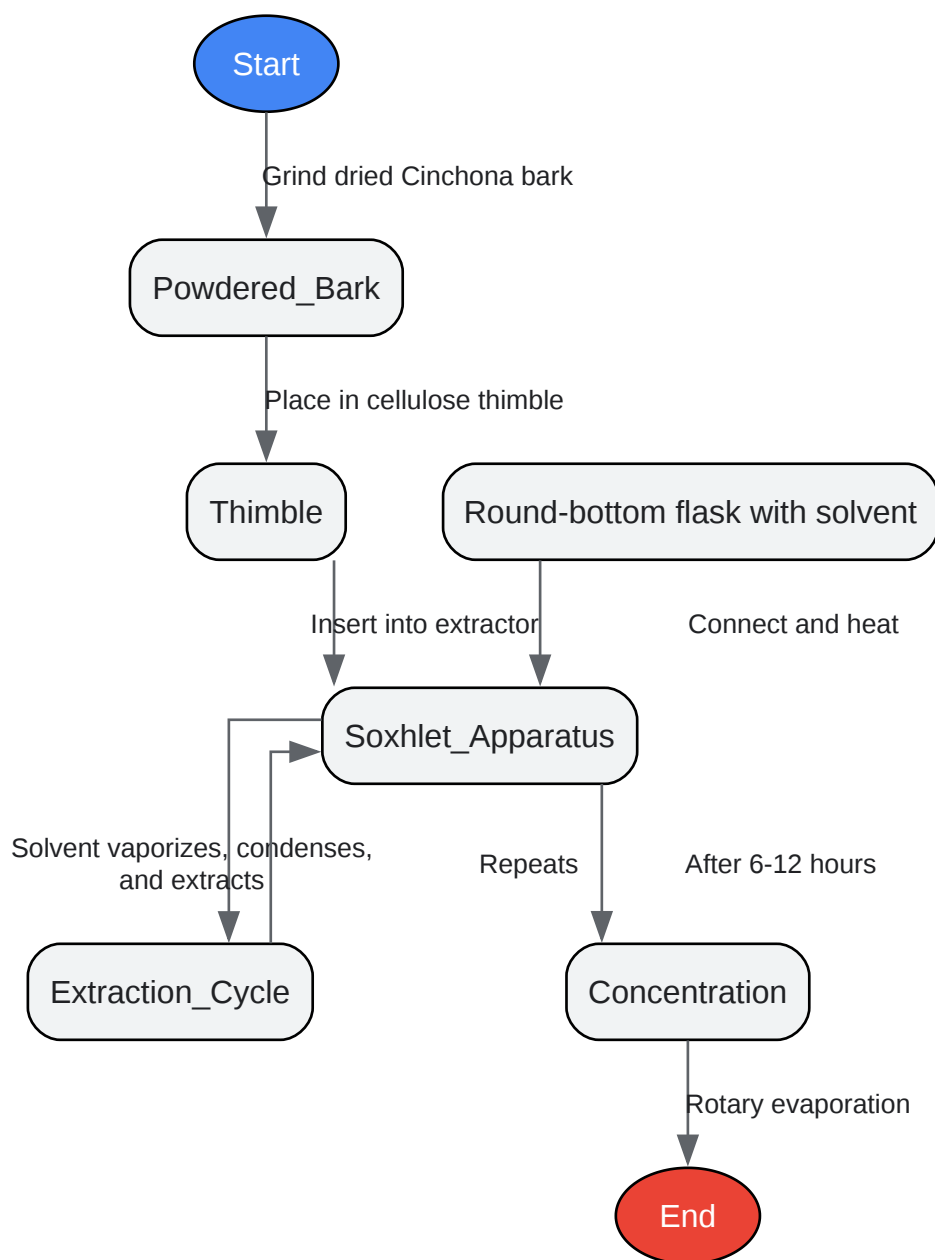 Start
Grind dried Cinchona bark
Powdered_Bark
Place in cellulose thimble
Thimble
Round-bottom flask with solvent
Insert into extractor
Connect and heat
Soxhlet_Apparatus
Solvent vaporizes, condenses,
and extracts
Repeats
After 6-12 hours
Extraction_Cycle
Concentration
Rotary evaporation
End